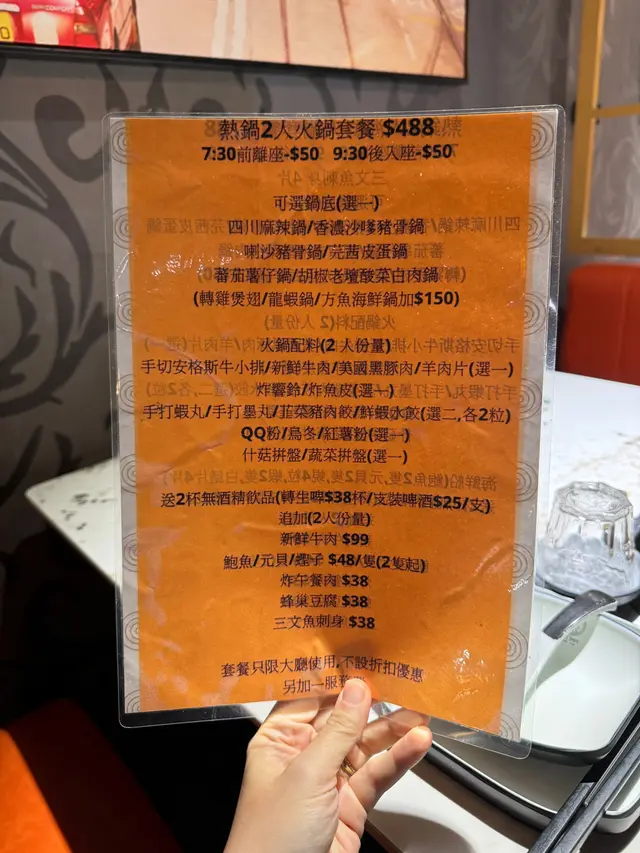 熱鍋2人火鍋套餐 $488
7:30前離座-$50 9:30後入座-$50
可選鍋底(選一)
四川麻辣鍋/香濃沙嗲豬骨鍋
喇沙豬骨鍋/芫茜皮蛋鍋
蕃茄薯仔鍋/胡椒老壇酸菜白肉鍋
(轉雞煲翅/龍蝦鍋/方魚海鮮鍋加$150)
火鍋配料(2 人份量)
手切安格斯牛小排/新鮮牛肉/美國黑豚肉/羊肉片(選一)
炸響鈴/炸魚皮(選一)
手打蝦丸/手打墨丸/韮菜豬肉餃/鮮蝦水餃(選二,各2粒)
QQ粉/烏冬/紅薯粉(選一)
什菇拼盤/蔬菜拼盤(選一)
送2杯無酒精飲品(轉生啤$38杯/支裝啤酒$25/支)
追加(2人份量)
新鮮牛肉 $99
鮑魚/元貝/蟶子 $48/隻(2隻起)
炸午餐肉 $38
蜂巢豆腐 $38
三文魚刺身 $38
套餐只限大廳使用,不設折扣優惠
另加一服務